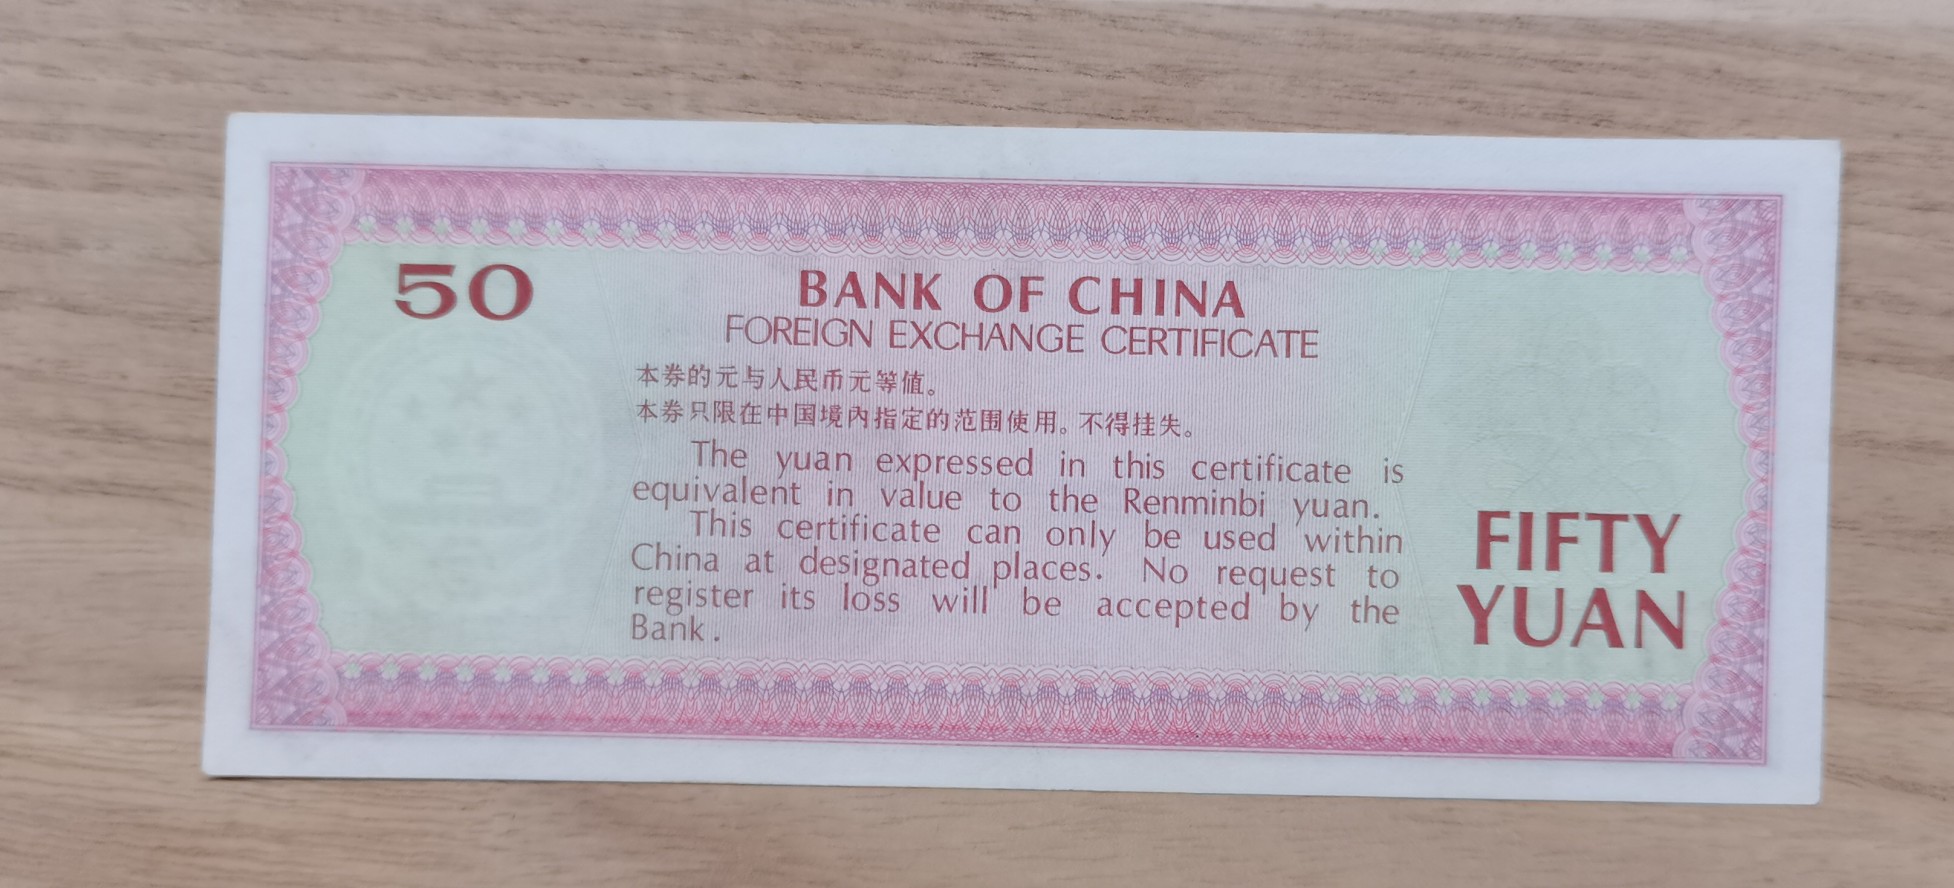 50
BANK OF CHINA
FOREIGN EXCHANGE CERTIFICATE
本券的元与人民币元等值。
本券只限在中国境内指定的范围使用。不得挂失。
The yuan expressed in this certificate is
equivalent in value to the Renminbi yuan.
This certificate can only be used within
China at designated places. No request to
register its loss will be accepted by the
Bank.
FIFTY
YUAN